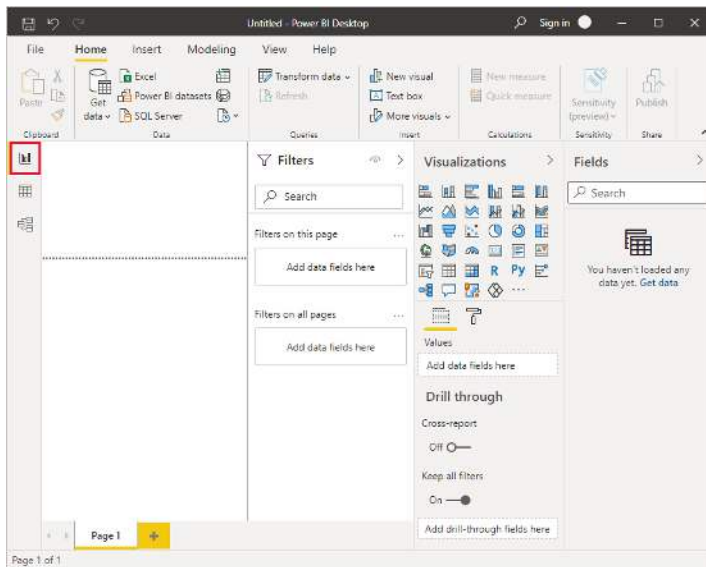 Untitled - Power BI Desktop
Sign in
File Home Insert Modeling View Help
Paste
Clipboard
Get data
Excel
Power BI datasets
SQL Server
Data
Transform data
Refresh
Queries
New visual
Text box
More visuals
Insert
New measure
Quick measure
Calculations
Sensitivity (preview)
Sensitivity
Publish
Share
Filters
Search
Filters on this page
Add data fields here
Filters on all pages
Add data fields here
Visualizations
R Py
Values
Add data fields here
Drill through
Cross-report
Off
Keep all filters
On
Add drill-through fields here
Fields
Search
You haven't loaded any
data yet. Get data
Page 1
Page 1 of 1